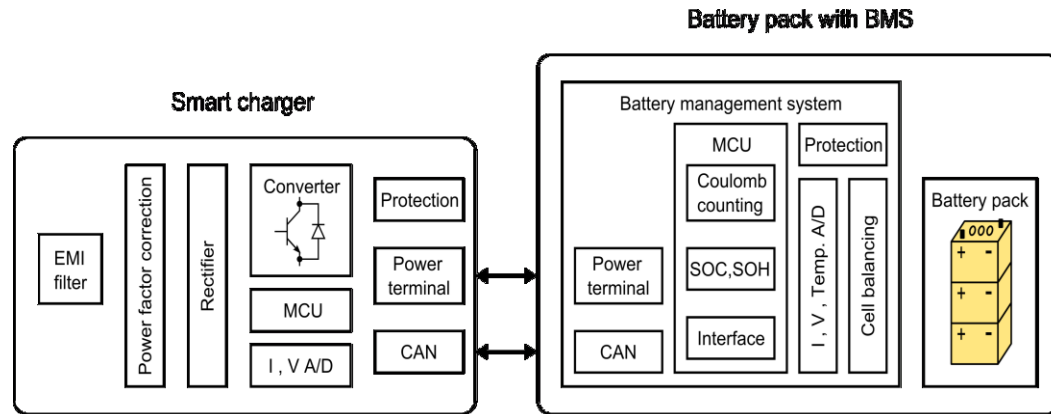 Battery pack with BMS
Smart charger
EMI
filter
Power factor correction
Rectifier
Converter
MCU
I , V A/D
Protection
Power
terminal
CAN
Battery management system
Power
terminal
CAN
MCU
Coulomb
counting
SOC,SOH
Interface
Protection
I , V , Temp. A/D
Cell balancing
Battery pack
000
+ -
+ -
+ -